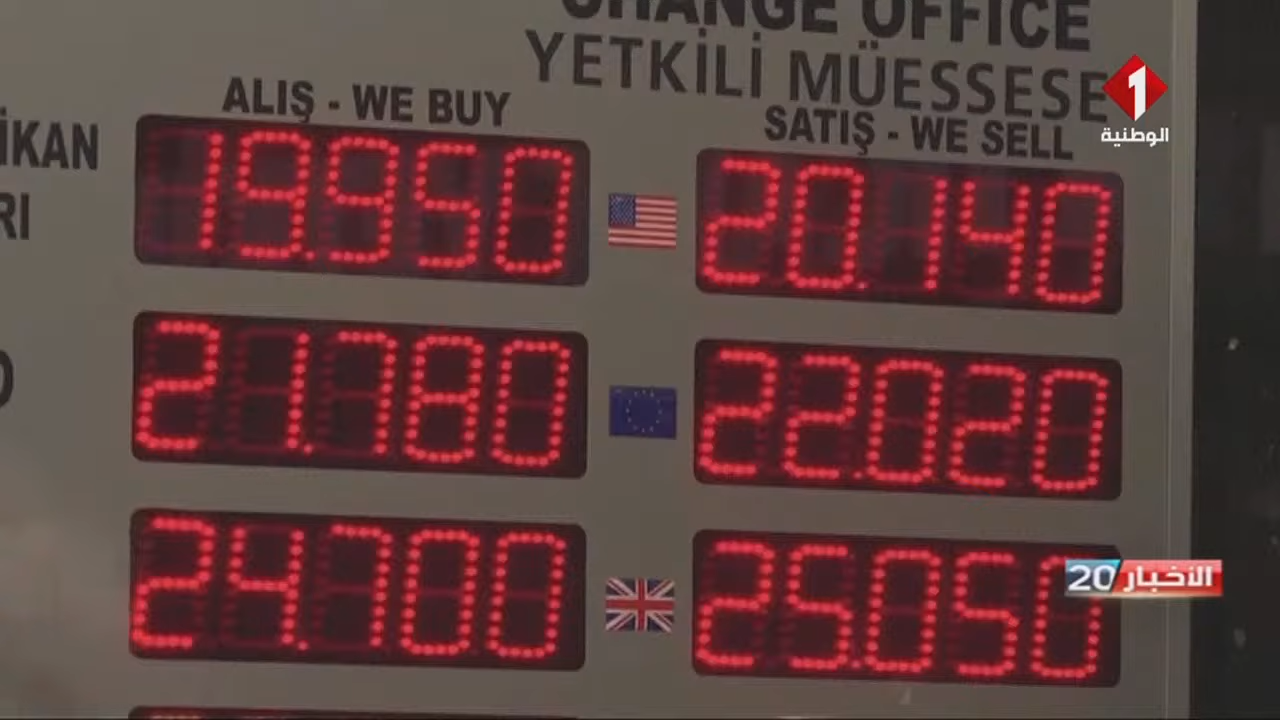 CHANGE OFFICE
YETKİLİ MÜESSESE
1
الوطنية
ALIŞ - WE BUY
SATIŞ - WE SELL
İKAN
RI
19.950
20.140
21.780
22.020
24.700
25.050
20 الأخبار